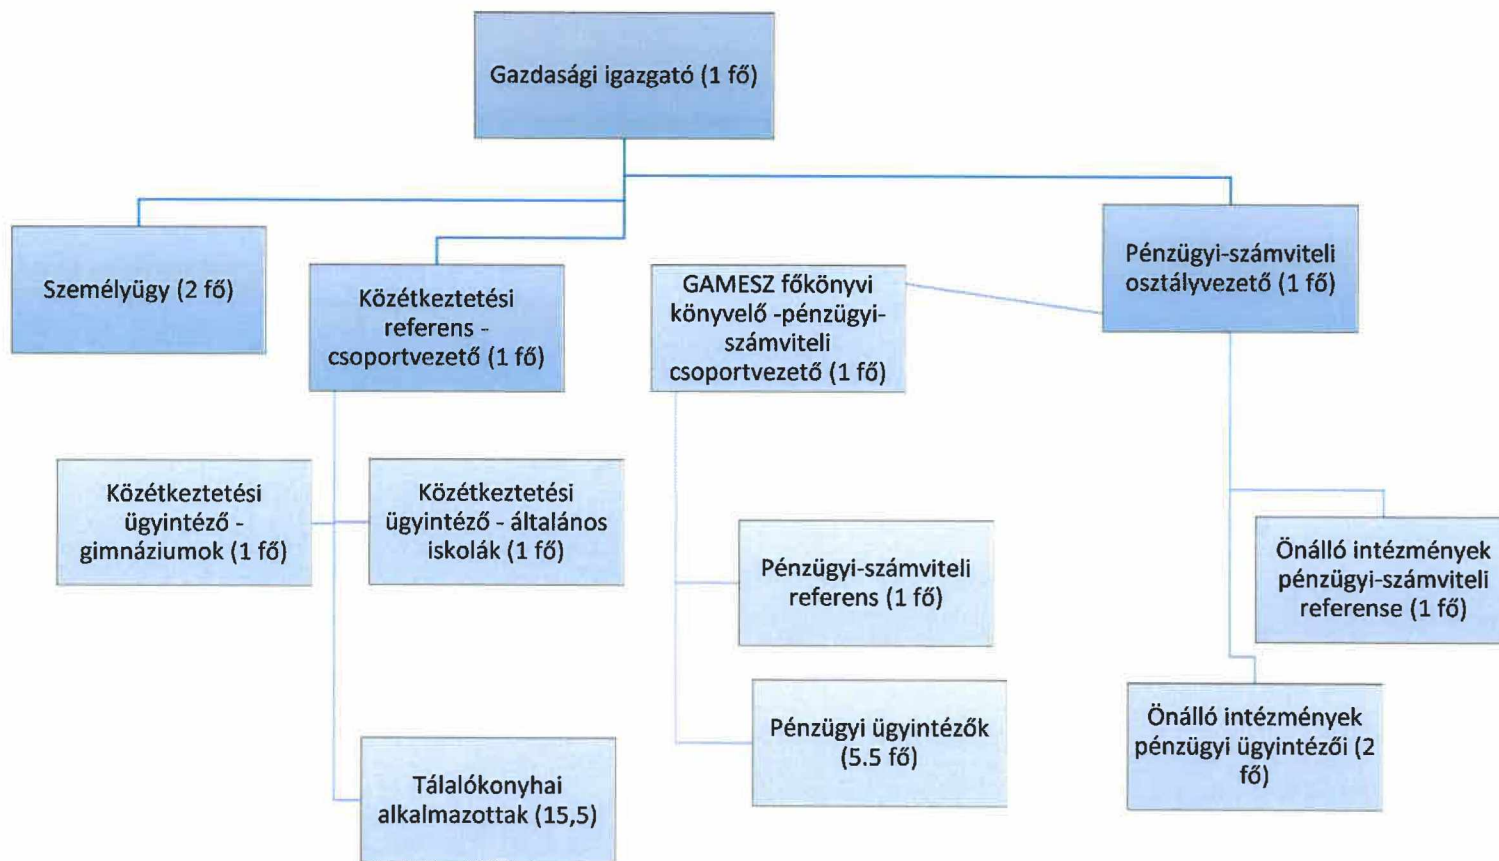 Gazdasági igazgató (1 fő)
Személyügy (2 fő)
Közétkeztetési
referens -
csoportvezető (1 fő)
GAMESZ főkönyvi
könyvelő -pénzügyi-
számviteli
csoportvezető (1 fő)
Pénzügyi-számviteli
osztályvezető (1 fő)
Közétkeztetési
ügyintéző -
gimnáziumok (1 fő)
Közétkeztetési
ügyintéző - általános
iskolák (1 fő)
Pénzügyi-számviteli
referens (1 fő)
Önálló intézmények
pénzügyi-számviteli
referense (1 fő)
Pénzügyi ügyintézők
(5.5 fő)
Önálló intézmények
pénzügyi ügyintézői (2
fő)
Tálalókonyhai
alkalmazottak (15,5)